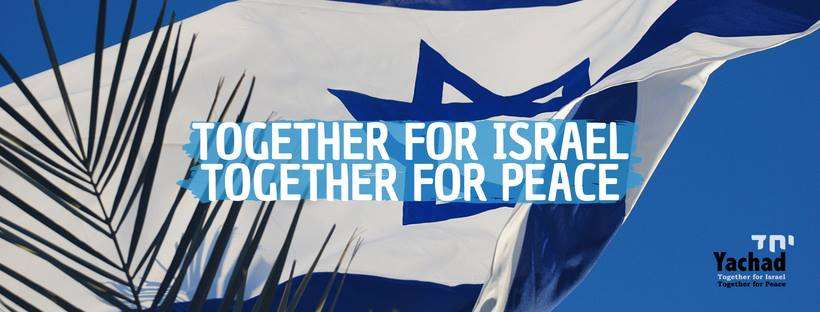 TOGETHER FOR ISRAEL
TOGETHER FOR PEACE
יחד
Yachad
Together for Israel
Together for Peace